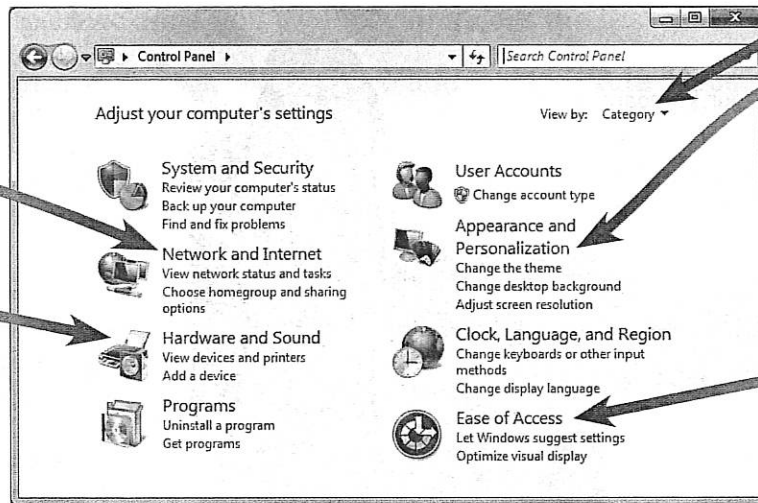 Control Panel
Search Control Panel
Adjust your computer's settings
View by: Category
System and Security
Review your computer's status
Back up your computer
Find and fix problems
Network and Internet
View network status and tasks
Choose homegroup and sharing
options
Hardware and Sound
View devices and printers
Add a device
Programs
Uninstall a program
Get programs
User Accounts
Change account type
Appearance and
Personalization
Change the theme
Change desktop background
Adjust screen resolution
Clock, Language, and Region
Change keyboards or other input
methods
Change display language
Ease of Access
Let Windows suggest settings
Optimize visual display